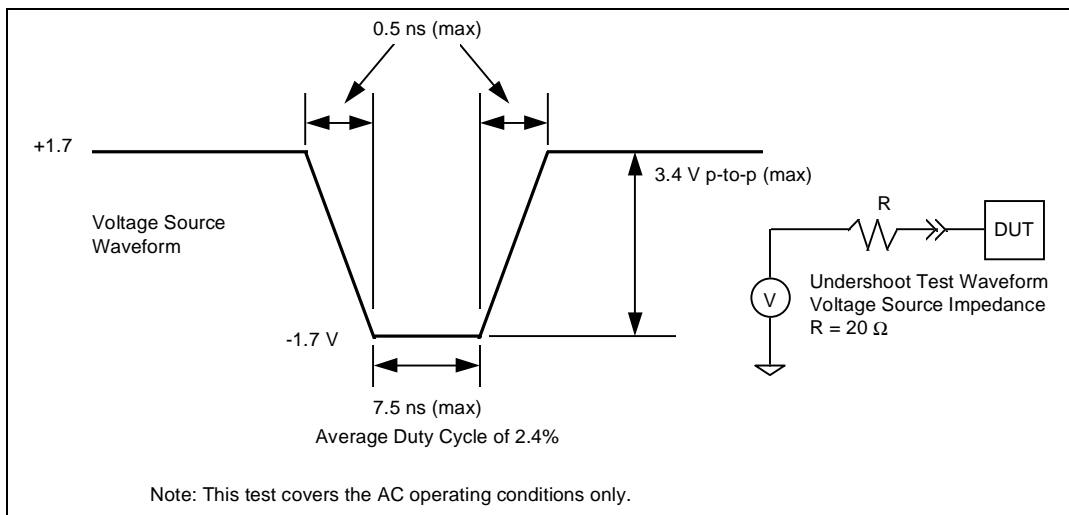 0.5 ns (max)
+1.7
3.4 V p-to-p (max)
Voltage Source
Waveform
R
DUT
V
Undershoot Test Waveform
Voltage Source Impedance
R = 20 Ω
-1.7 V
7.5 ns (max)
Average Duty Cycle of 2.4%
Note: This test covers the AC operating conditions only.